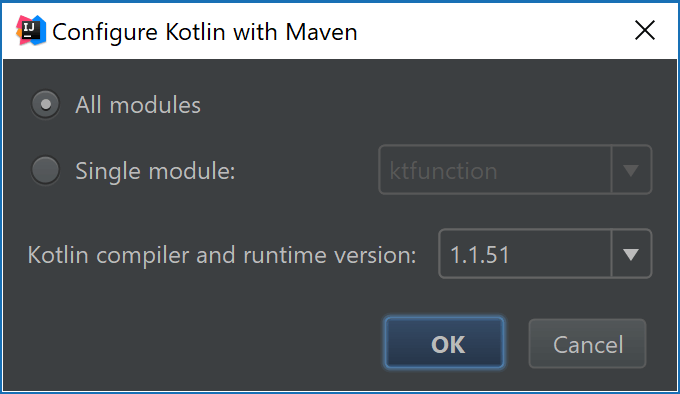 IJ Configure Kotlin with Maven
All modules
Single module: ktfunction
Kotlin compiler and runtime version: 1.1.51
OK Cancel